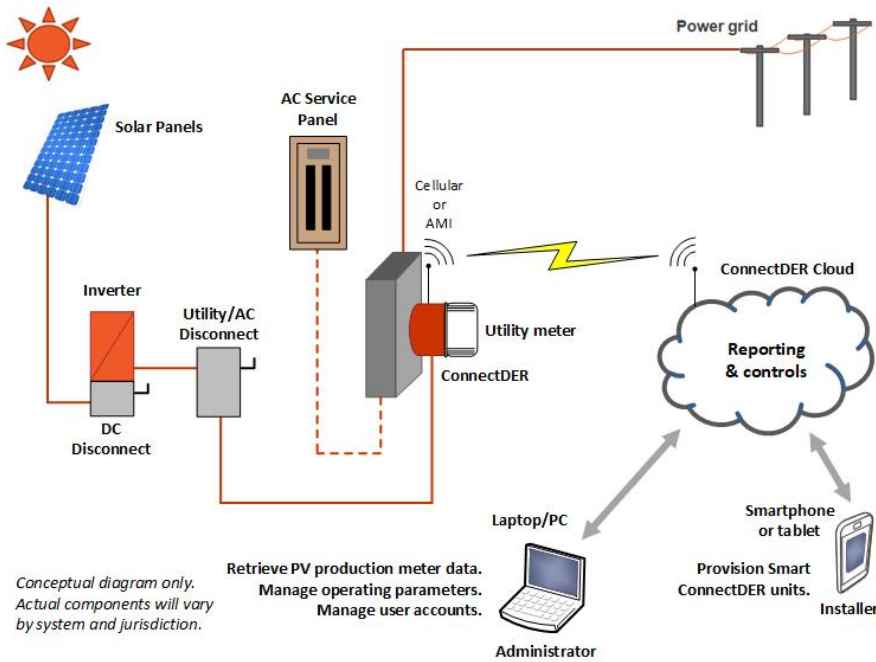 Power grid
AC Service
Panel
Solar Panels
Cellular
or
AMI
ConnectDER Cloud
Inverter
Utility/AC
Disconnect
Utility meter
Reporting
& controls
ConnectDER
DC
Disconnect
Laptop/PC
Smartphone
or tablet
Retrieve PV production meter data.
Manage operating parameters.
Manage user accounts.
Provision Smart
ConnectDER units.
Conceptual diagram only.
Actual components will vary
by system and jurisdiction.
Installer
Administrator